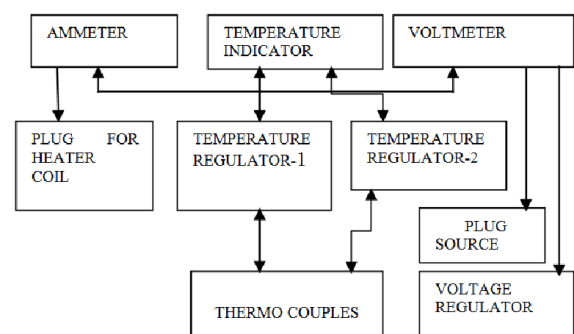 AMMETER
TEMPERATURE
INDICATOR
VOLTMETER
PLUG FOR
HEATER
COIL
TEMPERATURE
REGULATOR-1
TEMPERATURE
REGULATOR-2
PLUG
SOURCE
THERMO COUPLES
VOLTAGE
REGULATOR